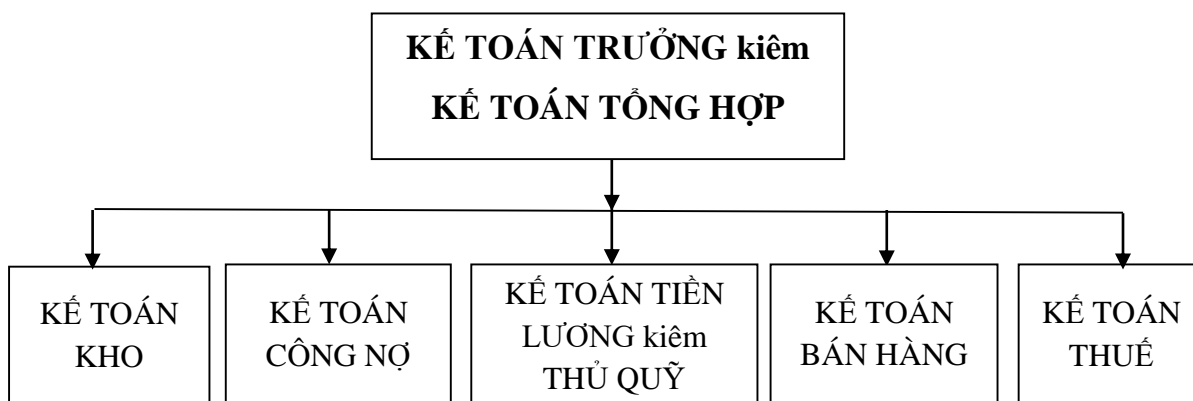 KẾ TOÁN TRƯỞNG kiêm
KẾ TOÁN TỔNG HỢP
KẾ TOÁN
KHO
KẾ TOÁN
CÔNG NỢ
KẾ TOÁN TIỀN
LƯƠNG kiêm
THỦ QUỸ
KẾ TOÁN
BÁN HÀNG
KẾ TOÁN
THUẾ